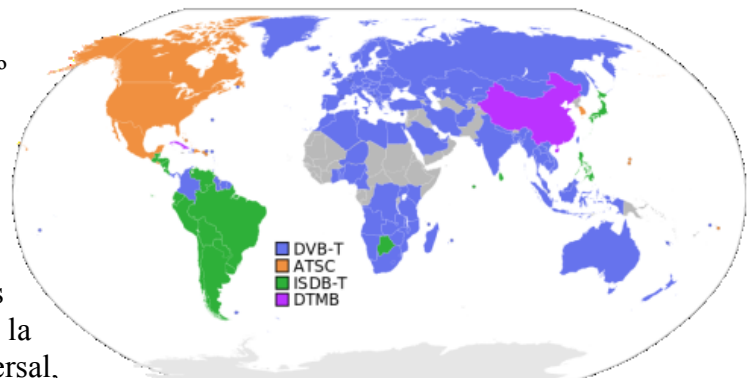 %
DVB-T
ATSC
ISDB-T
DTMB
s
la
ersal,